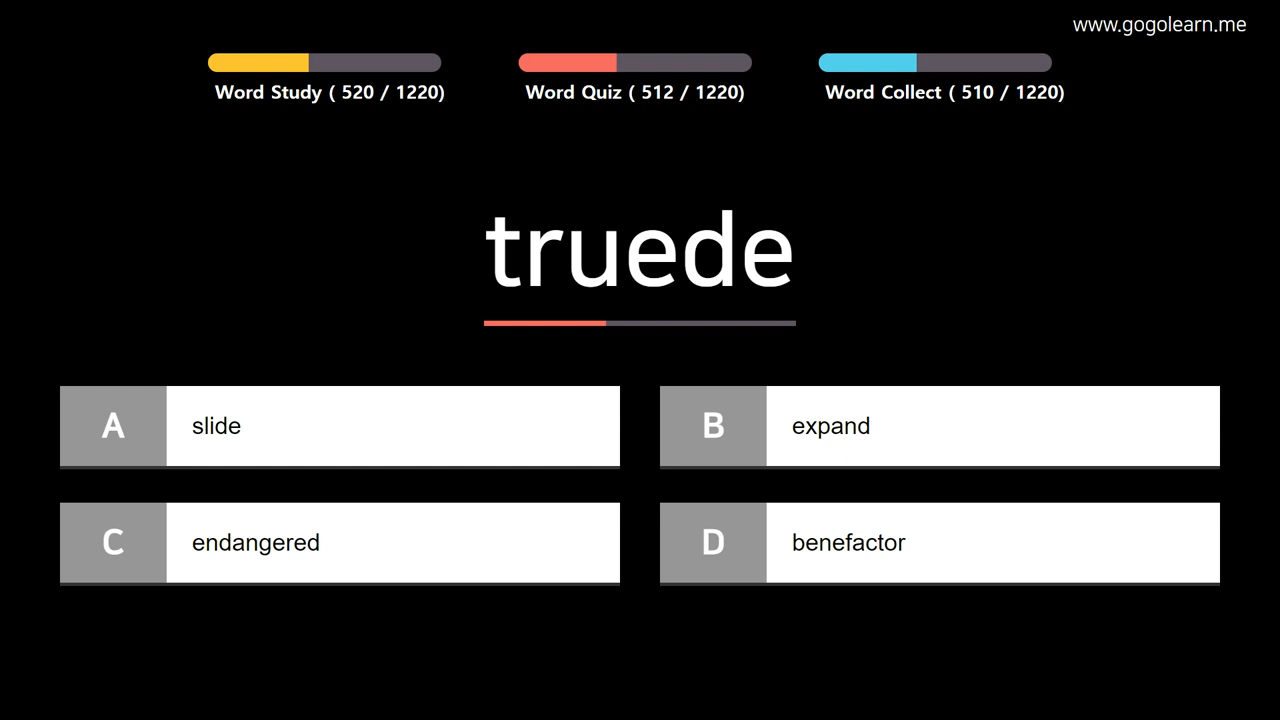 www.gogolearn.me
Word Study ( 520 / 1220)
Word Quiz ( 512 / 1220)
Word Collect ( 510 / 1220)
truede
A slide
B expand
C endangered
D benefactor